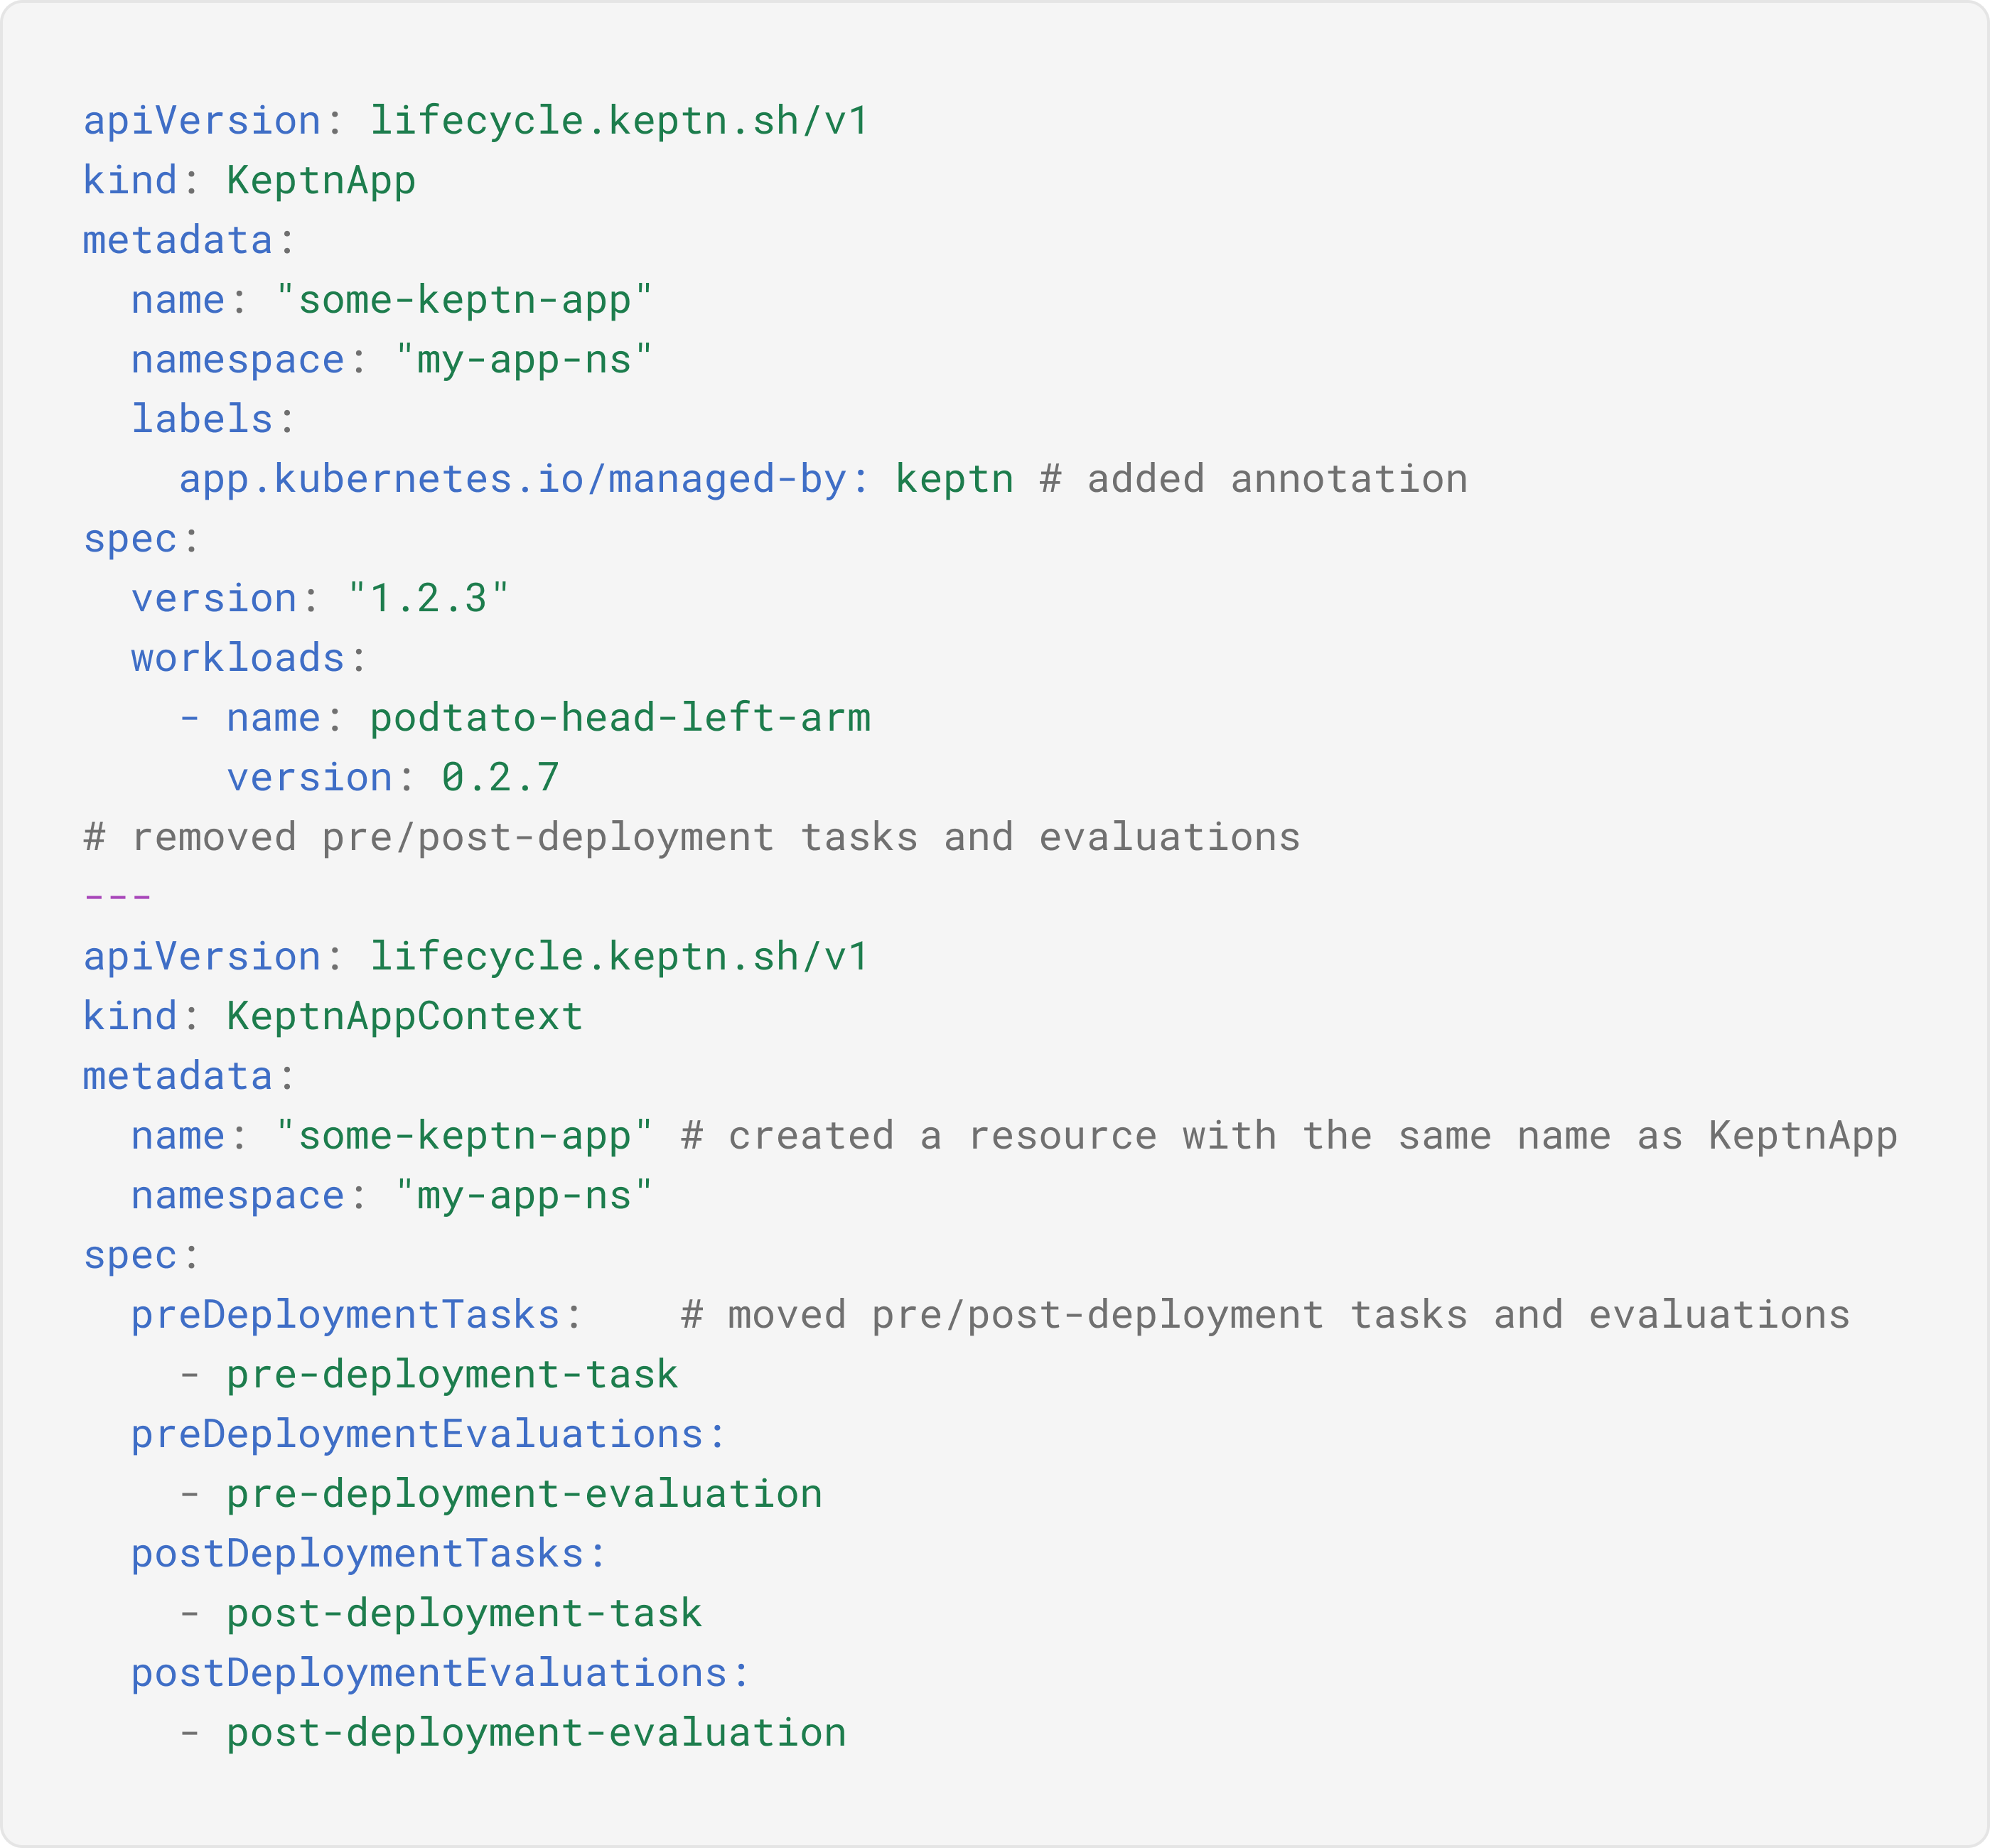 apiVersion: lifecycle.keptn.sh/v1
kind: KeptnApp
metadata:
  name: "some-keptn-app"
  namespace: "my-app-ns"
  labels:
    app.kubernetes.io/managed-by: keptn # added annotation
spec:
  version: "1.2.3"
  workloads:
    - name: podtato-head-left-arm
      version: 0.2.7
# removed pre/post-deployment tasks and evaluations
---
apiVersion: lifecycle.keptn.sh/v1
kind: KeptnAppContext
metadata:
  name: "some-keptn-app" # created a resource with the same name as KeptnApp
  namespace: "my-app-ns"
spec:
  preDeploymentTasks:    # moved pre/post-deployment tasks and evaluations
    - pre-deployment-task
  preDeploymentEvaluations:
    - pre-deployment-evaluation
  postDeploymentTasks:
    - post-deployment-task
  postDeploymentEvaluations:
    - post-deployment-evaluation